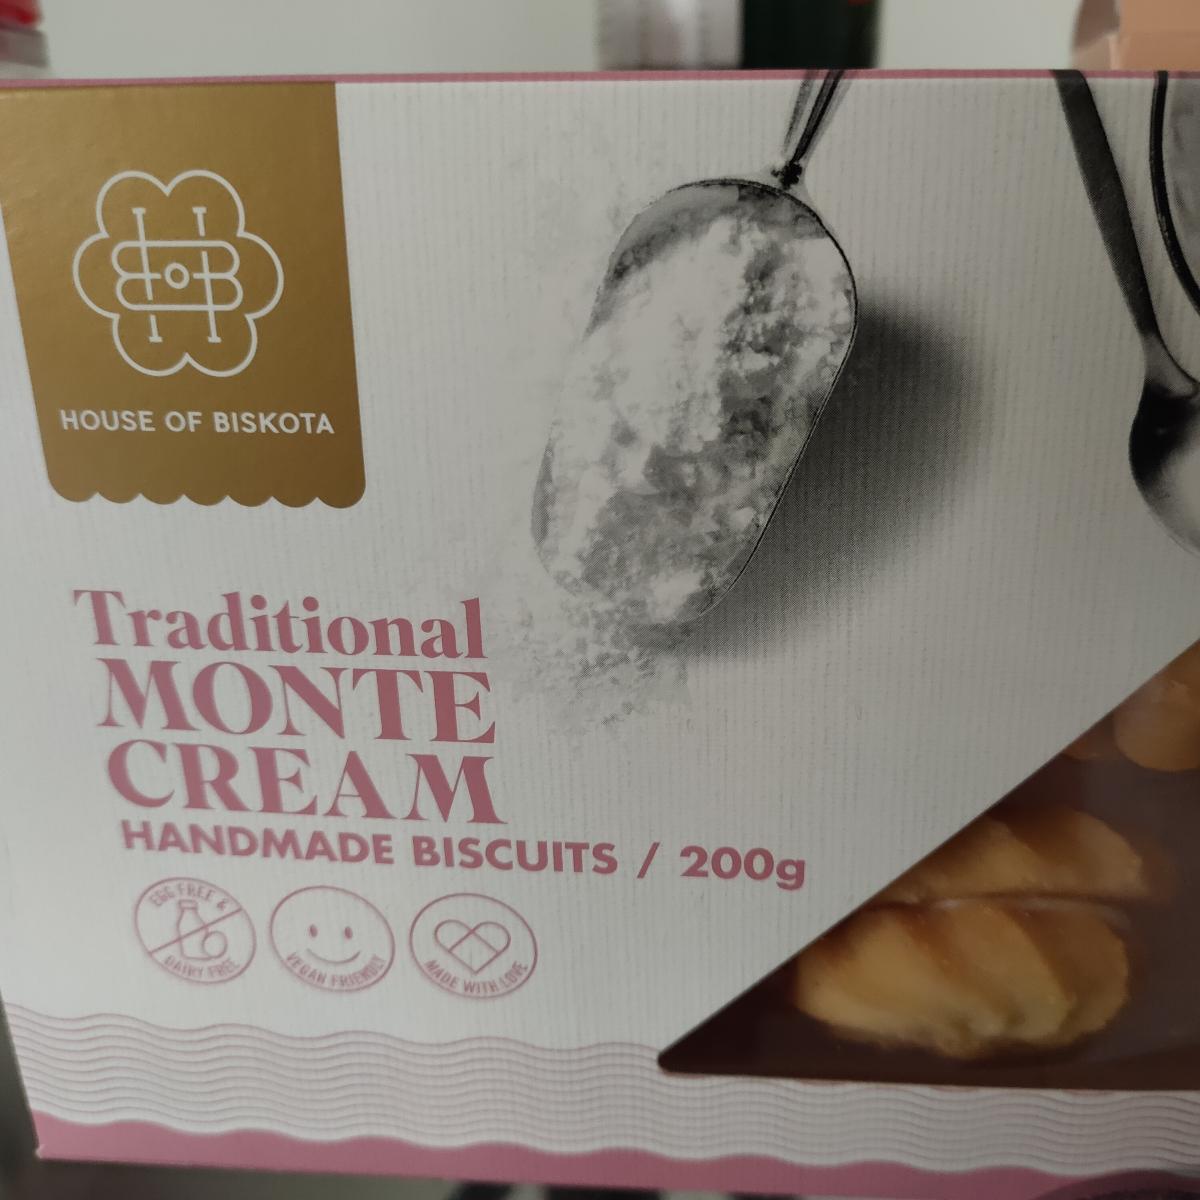 HOUSE OF BISKOTA
Traditional
MONTE
CREAM
HANDMADE BISCUITS / 200g
EGG FREE &
DAIRY FREE
VEGAN FRIENDLY
MADE WITH LOVE